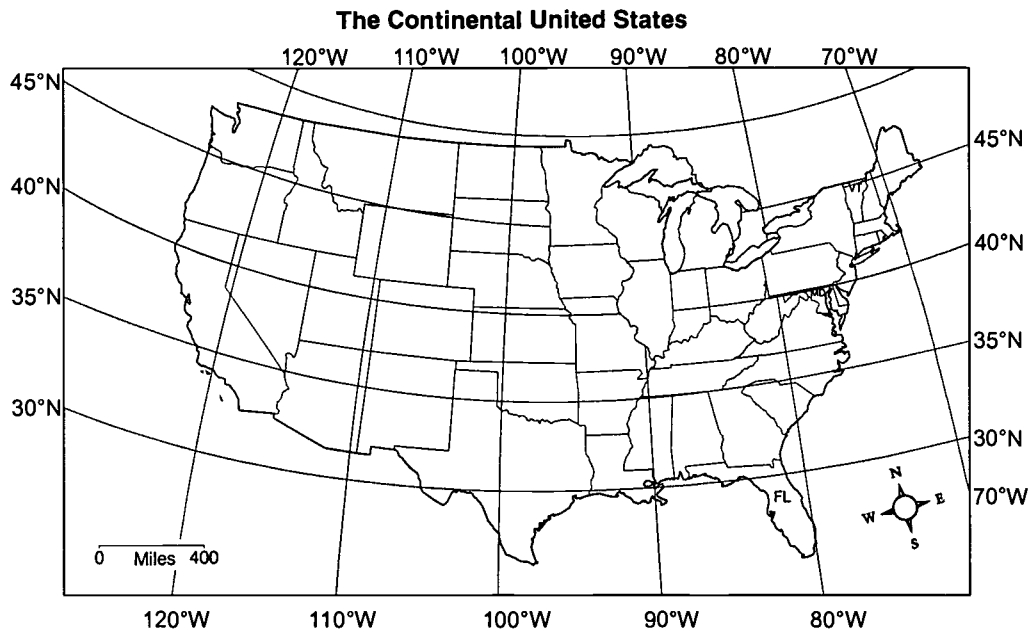 The Continental United States
120°W 110°W 100°W 90°W 80°W 70°W
45°N
45°N
40°N
40°N
35°N
35°N
30°N
30°N
70°W
VT
MD
FL
N
W E
S
0 Miles 400
120°W 110°W 100°W 90°W 80°W